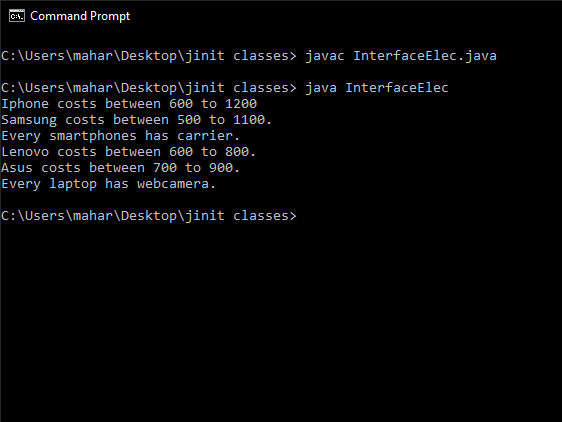 Command Prompt
C:\Users\mahar\Desktop\jinit classes> javac InterfaceElec.java
C:\Users\mahar\Desktop\jinit classes> java InterfaceElec
Iphone costs between 600 to 1200
Samsung costs between 500 to 1100.
Every smartphones has carrier.
Lenovo costs between 600 to 800.
Asus costs between 700 to 900.
Every laptop has webcamera.
C:\Users\mahar\Desktop\jinit classes>